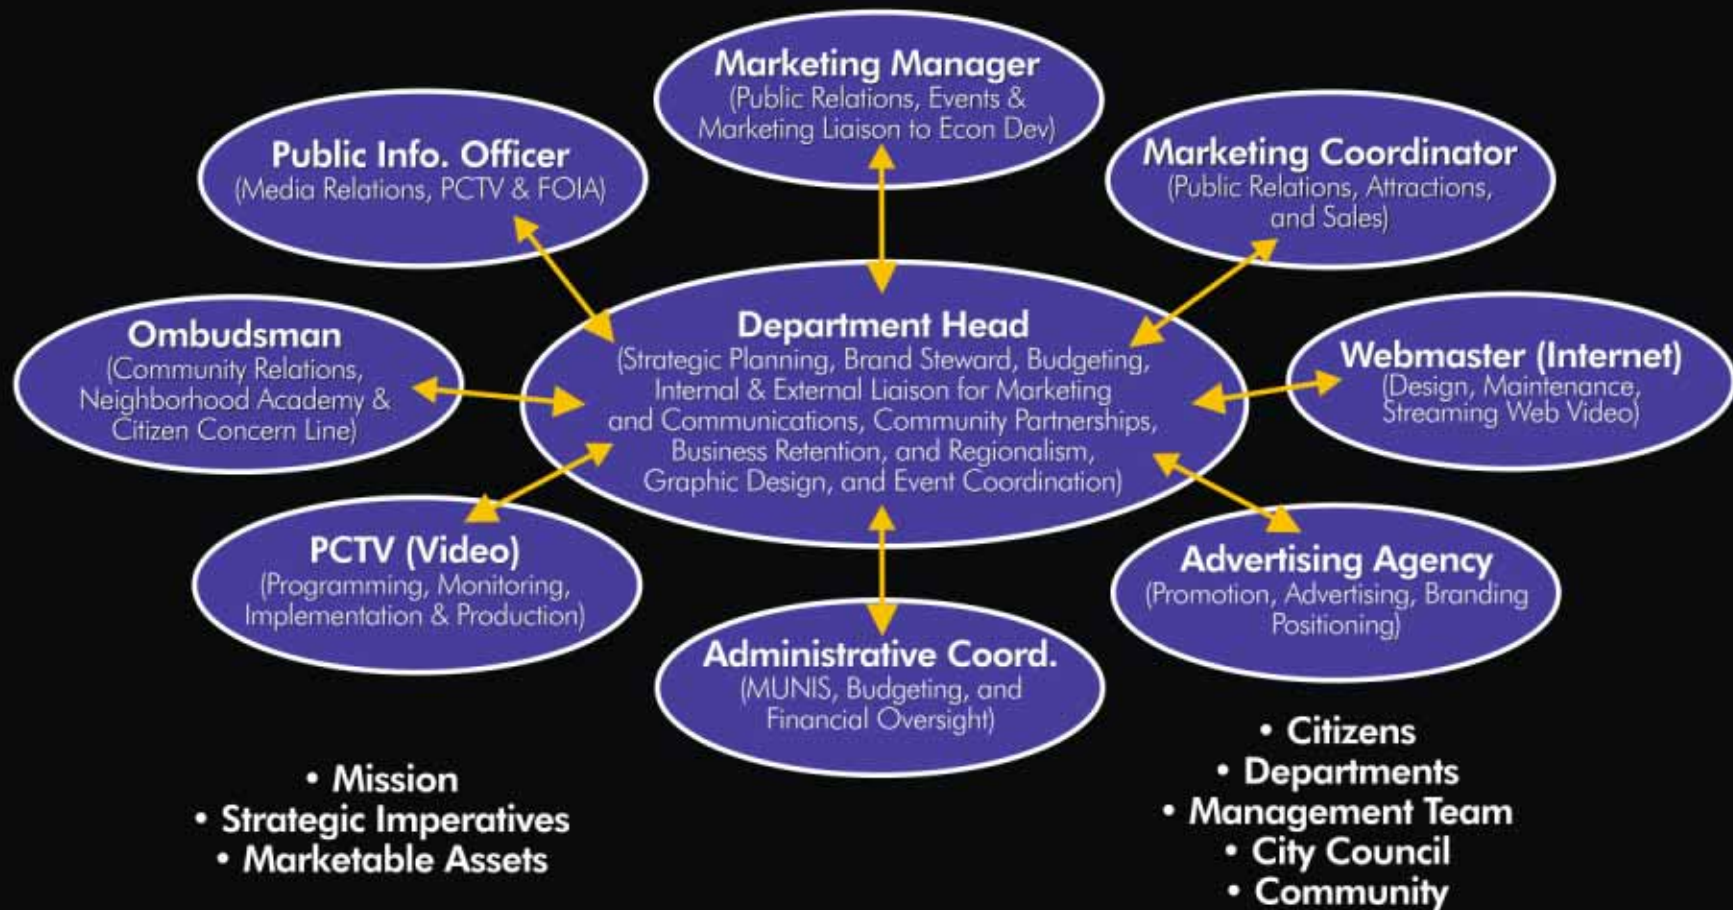 Marketing Manager
(Public Relations, Events &
Marketing Liaison to Econ Dev)
Public Info. Officer
(Media Relations, PCTV & FOIA)
Marketing Coordinator
(Public Relations, Attractions,
and Sales)
Ombudsman
(Community Relations,
Neighborhood Academy &
Citizen Concern Line)
Department Head
(Strategic Planning, Brand Steward, Budgeting,
Internal & External Liaison for Marketing
and Communications, Community Partnerships,
Business Retention, and Regionalism,
Graphic Design, and Event Coordination)
Webmaster (Internet)
(Design, Maintenance,
Streaming Web Video)
PCTV (Video)
(Programming, Monitoring,
Implementation & Production)
Administrative Coord.
(MUNIS, Budgeting, and
Financial Oversight)
Advertising Agency
(Promotion, Advertising, Branding
Positioning)
• Mission
• Strategic Imperatives
• Marketable Assets
• Citizens
• Departments
• Management Team
• City Council
• Community